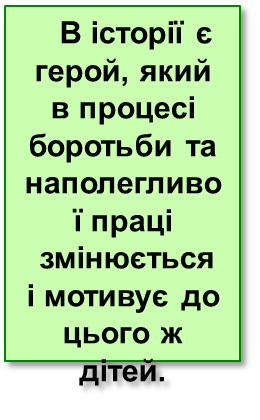 В історії є
герой, який
в процесі
боротьби та
наполегливо
ї праці
змінюється
і мотивує до
цього ж
дітей.